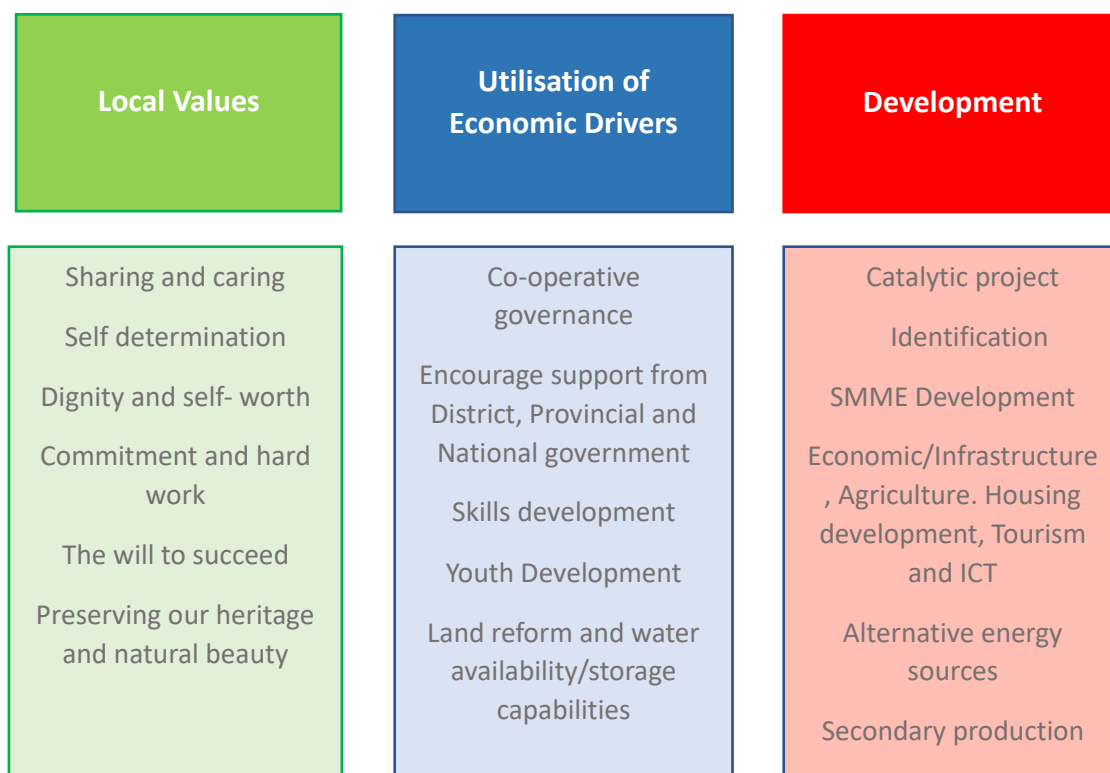 Local Values
Utilisation of
Economic Drivers
Development
Sharing and caring
Self determination
Dignity and self- worth
Commitment and hard
work
The will to succeed
Preserving our heritage
and natural beauty
Co-operative
governance
Encourage support from
District, Provincial and
National government
Skills development
Youth Development
Land reform and water
availability/storage
capabilities
Catalytic project
Identification
SMME Development
Economic/Infrastructure
, Agriculture. Housing
development, Tourism
and ICT
Alternative energy
sources
Secondary production